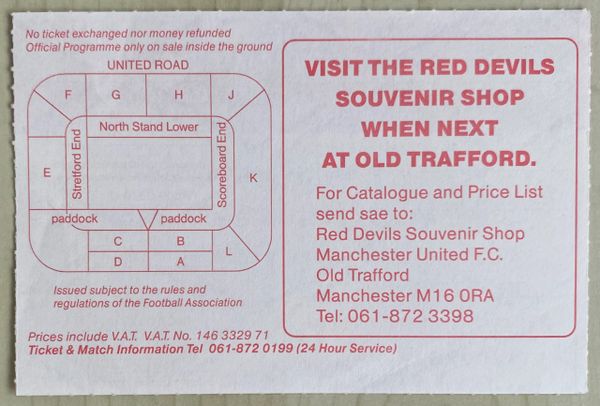 No ticket exchanged nor money refunded
Official Programme only on sale inside the ground
UNITED ROAD
F G H J
North Stand Lower
Stretford End
Scoreboard End
E
K
paddock paddock
C B
D A
L
Issued subject to the rules and
regulations of the Football Association
Prices include V.A.T. V.A.T. No. 146 3329 71
Ticket & Match Information Tel 061-872 0199 (24 Hour Service)
VISIT THE RED DEVILS
SOUVENIR SHOP
WHEN NEXT
AT OLD TRAFFORD.
For Catalogue and Price List
send sae to:
Red Devils Souvenir Shop
Manchester United F.C.
Old Trafford
Manchester M16 0RA
Tel: 061-872 3398